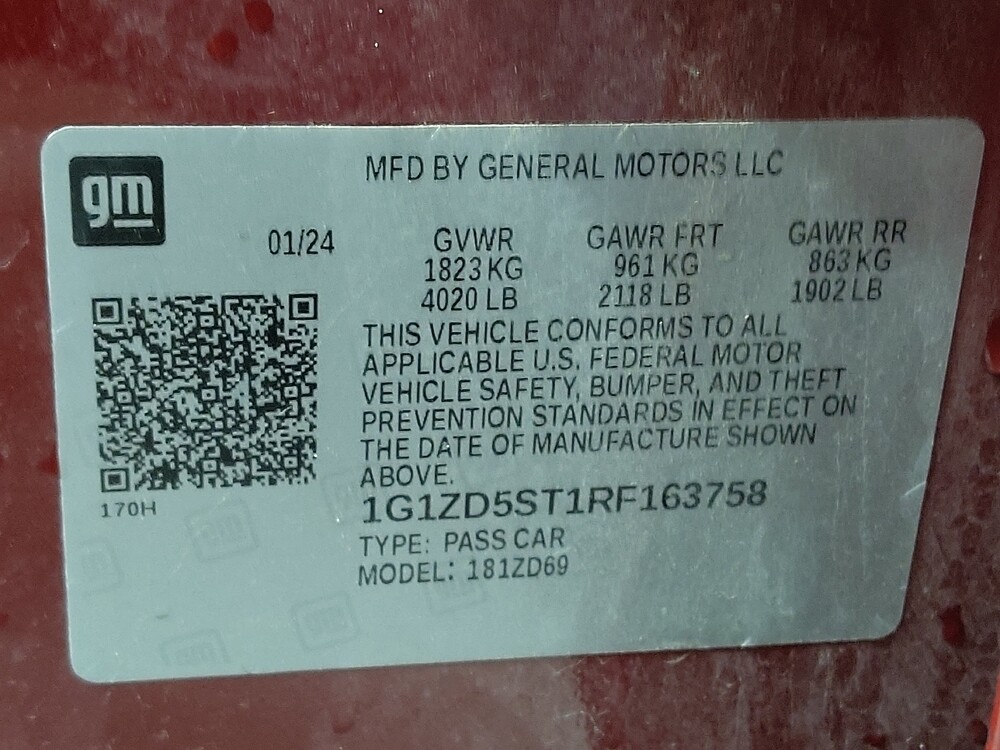 gm
MFD BY GENERAL MOTORS LLC
01/24
GVWR GAWR FRT GAWR RR
1823 KG 961 KG 863 KG
4020 LB 2118 LB 1902 LB
THIS VEHICLE CONFORMS TO ALL
APPLICABLE U.S. FEDERAL MOTOR
VEHICLE SAFETY, BUMPER, AND THEFT
PREVENTION STANDARDS IN EFFECT ON
THE DATE OF MANUFACTURE SHOWN
ABOVE.
170H
1G1ZD5ST1RF163758
TYPE: PASS CAR
MODEL: 181ZD69